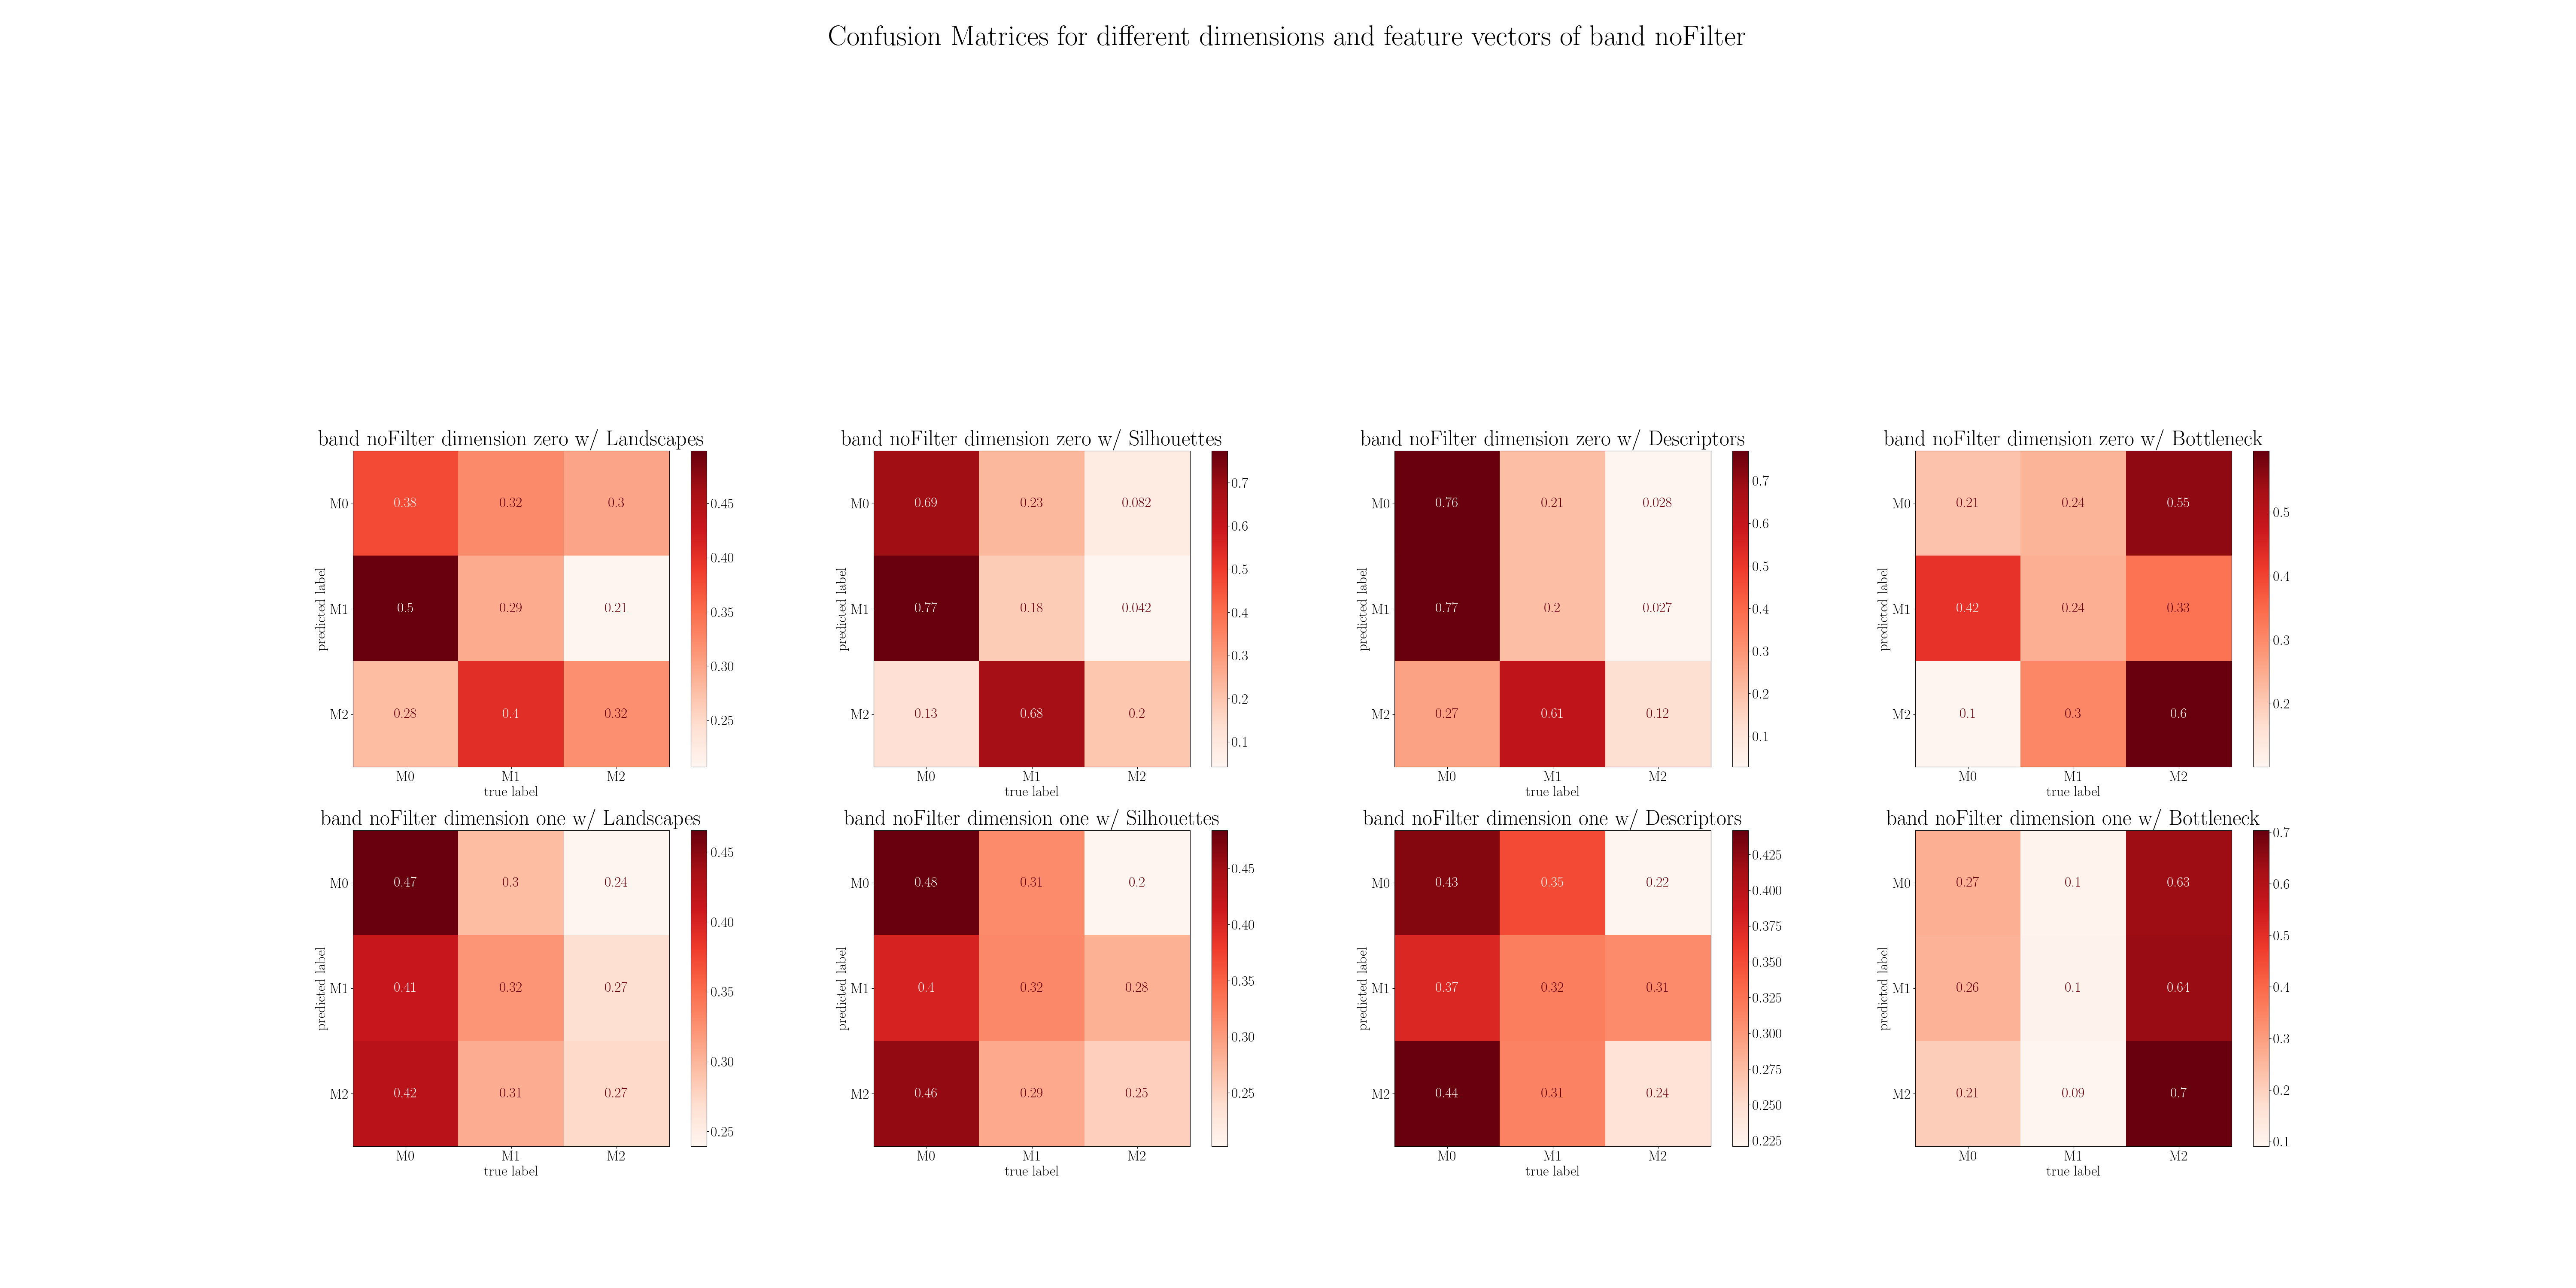 Confusion Matrices for different dimensions and feature vectors of band noFilter
band noFilter dimension zero w/ Landscapes
predicted label
M0
0.38
0.32
0.3
M1
0.5
0.29
0.21
M2
0.28
0.4
0.32
M0
M1
M2
true label
0.45
0.40
0.35
0.30
0.25
band noFilter dimension zero w/ Silhouettes
predicted label
M0
0.69
0.23
0.082
M1
0.77
0.18
0.042
M2
0.13
0.68
0.2
M0
M1
M2
true label
0.7
0.6
0.5
0.4
0.3
0.2
0.1
band noFilter dimension zero w/ Descriptors
predicted label
M0
0.76
0.21
0.028
M1
0.77
0.2
0.027
M2
0.27
0.61
0.12
M0
M1
M2
true label
0.7
0.6
0.5
0.4
0.3
0.2
0.1
band noFilter dimension zero w/ Bottleneck
predicted label
M0
0.21
0.24
0.55
M1
0.42
0.24
0.33
M2
0.1
0.3
0.6
M0
M1
M2
true label
0.5
0.4
0.3
0.2
band noFilter dimension one w/ Landscapes
predicted label
M0
0.47
0.3
0.24
M1
0.41
0.32
0.27
M2
0.42
0.31
0.27
M0
M1
M2
true label
0.45
0.40
0.35
0.30
0.25
band noFilter dimension one w/ Silhouettes
predicted label
M0
0.48
0.31
0.2
M1
0.4
0.32
0.28
M2
0.46
0.29
0.25
M0
M1
M2
true label
0.45
0.40
0.35
0.30
0.25
band noFilter dimension one w/ Descriptors
predicted label
M0
0.43
0.35
0.22
M1
0.37
0.32
0.31
M2
0.44
0.31
0.24
M0
M1
M2
true label
0.425
0.400
0.375
0.350
0.325
0.300
0.275
0.250
0.225
band noFilter dimension one w/ Bottleneck
predicted label
M0
0.27
0.1
0.63
M1
0.26
0.1
0.64
M2
0.21
0.09
0.7
M0
M1
M2
true label
0.7
0.6
0.5
0.4
0.3
0.2
0.1